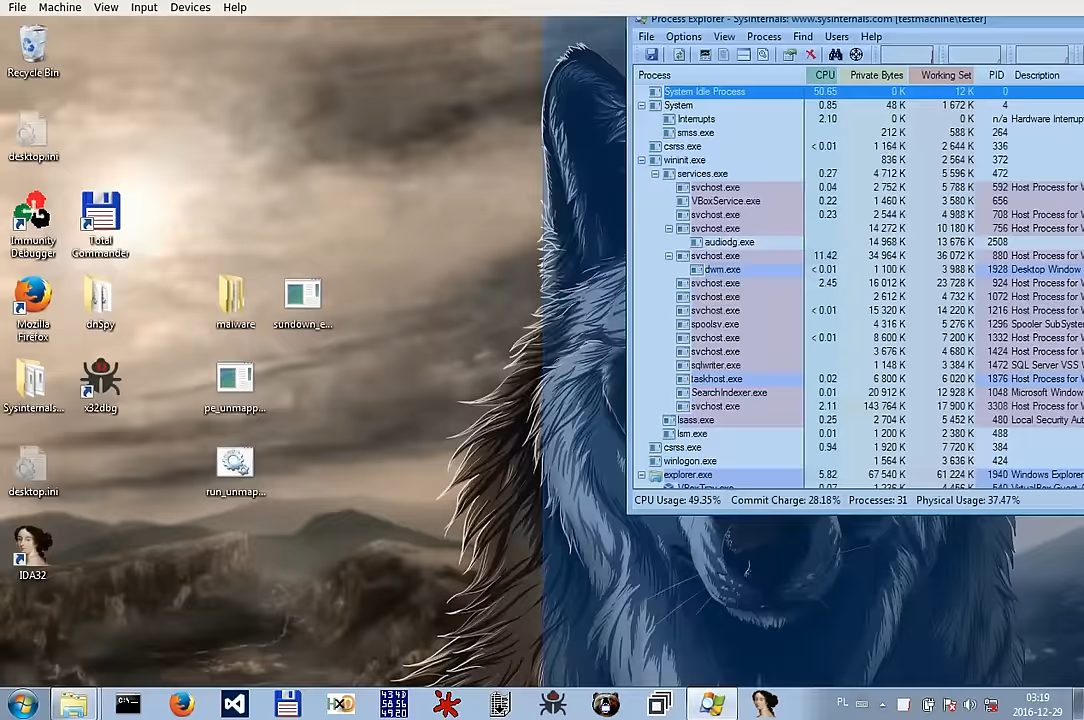 File Machine View Input Devices Help
Process Explorer - Sysinternals: www.sysinternals.com [testmachine\tester]
File Options View Process Find Users Help
Process CPU Private Bytes Working Set PID Description
System Idle Process 50.65 0 K 12 K 0
System 0.85 48 K 1 672 K 4
Interrupts 2.10 0 K 0 K n/a Hardware Interrup
smss.exe 212 K 588 K 264
csrss.exe < 0.01 1 164 K 2 644 K 336
wininit.exe 836 K 2 564 K 372
services.exe 0.27 4 712 K 5 596 K 472
svchost.exe 0.04 2 752 K 5 788 K 592 Host Process for W
VBoxService.exe 0.22 1 460 K 3 580 K 656
svchost.exe 0.23 2 544 K 4 988 K 708 Host Process for W
svchost.exe 14 272 K 10 180 K 756 Host Process for W
audiodg.exe 14 968 K 13 676 K 2508
svchost.exe 11.42 34 964 K 36 072 K 880 Host Process for W
dwm.exe < 0.01 1 100 K 3 988 K 1928 Desktop Window
svchost.exe 2.45 16 012 K 23 728 K 924 Host Process for W
svchost.exe 2 612 K 4 732 K 1072 Host Process for W
svchost.exe < 0.01 15 320 K 14 220 K 1216 Host Process for W
spoolsv.exe 4 316 K 5 276 K 1296 Spooler SubSystem
svchost.exe < 0.01 8 600 K 7 200 K 1332 Host Process for W
svchost.exe 3 676 K 4 680 K 1424 Host Process for W
sqlwriter.exe 1 148 K 3 384 K 1472 SQL Server VSS W
taskhost.exe 0.02 6 800 K 6 020 K 1876 Host Process for W
SearchIndexer.exe 0.01 20 912 K 12 928 K 1048 Microsoft Window
svchost.exe 2.11 143 764 K 17 900 K 3308 Host Process for W
lsass.exe 0.25 2 704 K 5 452 K 480 Local Security Aut
lsm.exe 0.01 1 200 K 2 380 K 488
csrss.exe 0.94 1 920 K 7 720 K 384
winlogon.exe 1 564 K 3 636 K 424
explorer.exe 5.82 67 540 K 61 224 K 1940 Windows Explorer
CPU Usage: 49.35% Commit Charge: 28.18% Processes: 31 Physical Usage: 37.47%
Recycle Bin
desktop.ini
Immunity Debugger
Total Commander
Mozilla Firefox
dnSpy
malware
sundown_e...
Sysinternals...
x32dbg
pe_unmapp...
desktop.ini
run_unmap...
IDA32
C:\_
434D
5856
4920
PL
03:19
2016-12-29